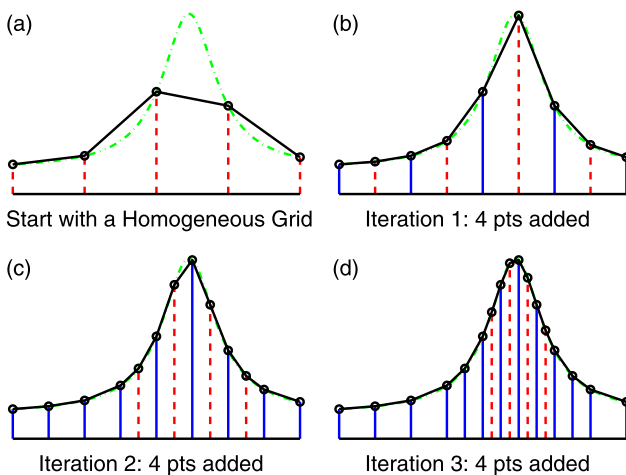 (a)
(b)
Start with a Homogeneous Grid
Iteration 1: 4 pts added
(c)
(d)
Iteration 2: 4 pts added
Iteration 3: 4 pts added